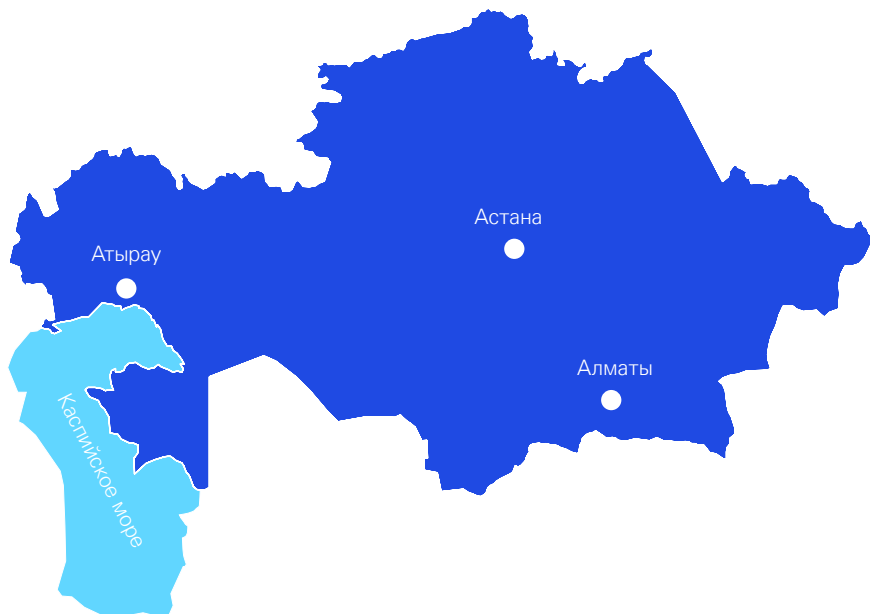 Астана
Атырау
Алматы
Каспийское море